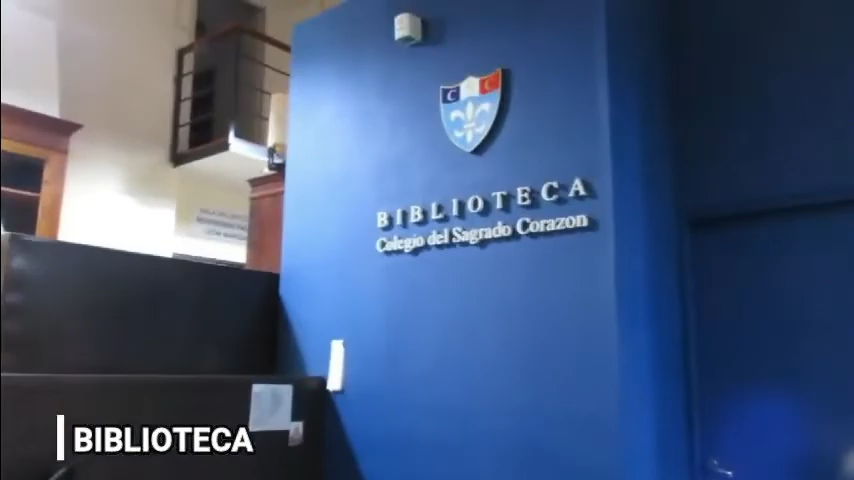 C C
BIBLIOTECA
Colegio del Sagrado Corazon
BIBLIOTECA